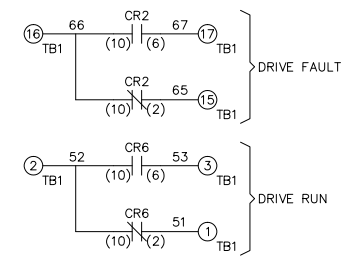 CR2
16 66 67 17
(10) (6)
TB1 TB1
DRIVE FAULT
CR2
65
15
(10) (2)
TB1
CR6
2 52 53 3
(10) (6)
TB1 TB1
DRIVE RUN
CR6
51
1
(10) (2)
TB1